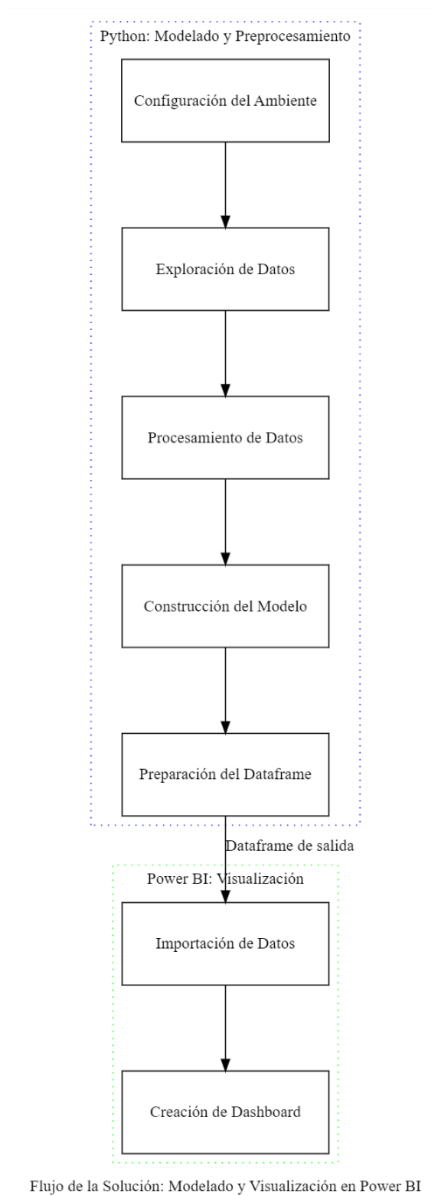 Python: Modelado y Preprocesamiento
Configuración del Ambiente
Exploración de Datos
Procesamiento de Datos
Construcción del Modelo
Preparación del Dataframe
Dataframe de salida
Power BI: Visualización
Importación de Datos
Creación de Dashboard
Flujo de la Solución: Modelado y Visualización en Power BI